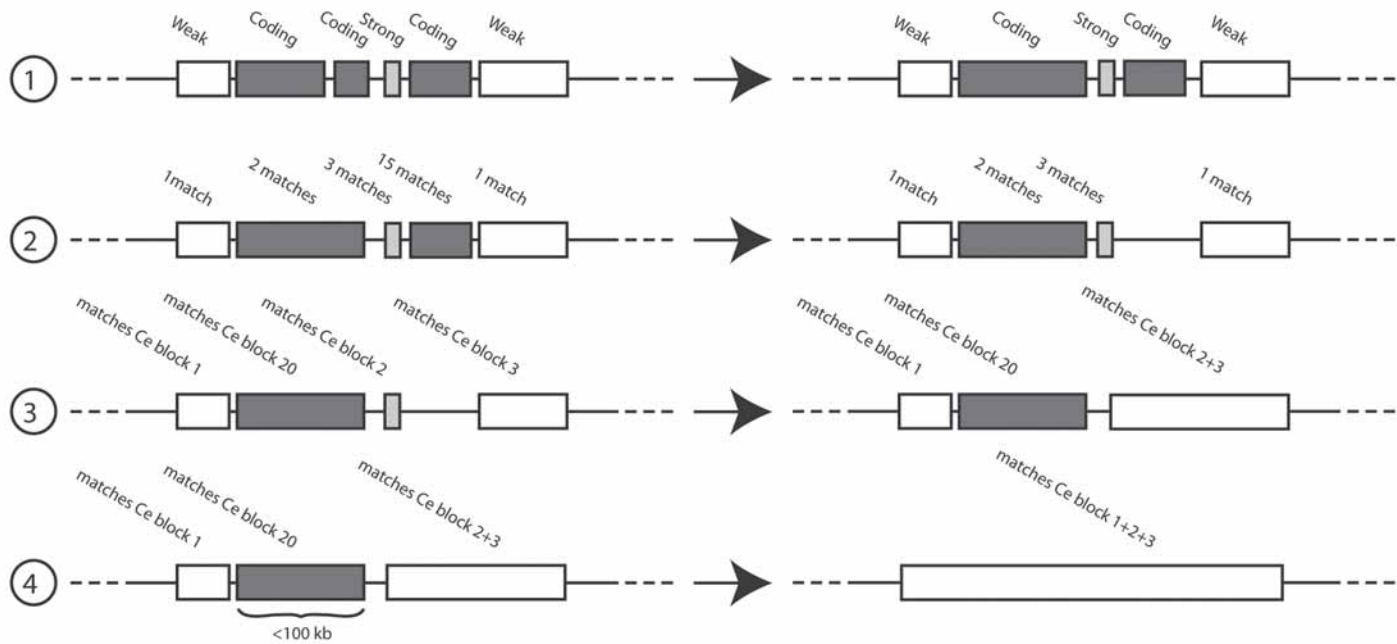 Weak Coding Coding Strong Coding Weak
Weak Coding Strong Coding Weak
1
1match 2 matches 3 matches 15 matches 1 match
1match 2 matches 3 matches 1 match
2
matches Ce block 1 matches Ce block 20 matches Ce block 2 matches Ce block 3
matches Ce block 1 matches Ce block 20 matches Ce block 2+3
3
matches Ce block 1 matches Ce block 20 matches Ce block 2+3
matches Ce block 1+2+3
4
<100 kb